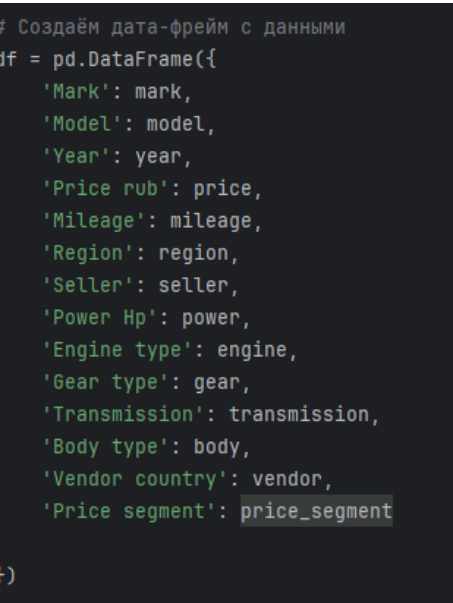 # Создаём дата-фрейм с данными
df = pd.DataFrame({
'Mark': mark,
'Model': model,
'Year': year,
'Price rub': price,
'Mileage': mileage,
'Region': region,
'Seller': seller,
'Power Hp': power,
'Engine type': engine,
'Gear type': gear,
'Transmission': transmission,
'Body type': body,
'Vendor country': vendor,
'Price segment': price_segment
})